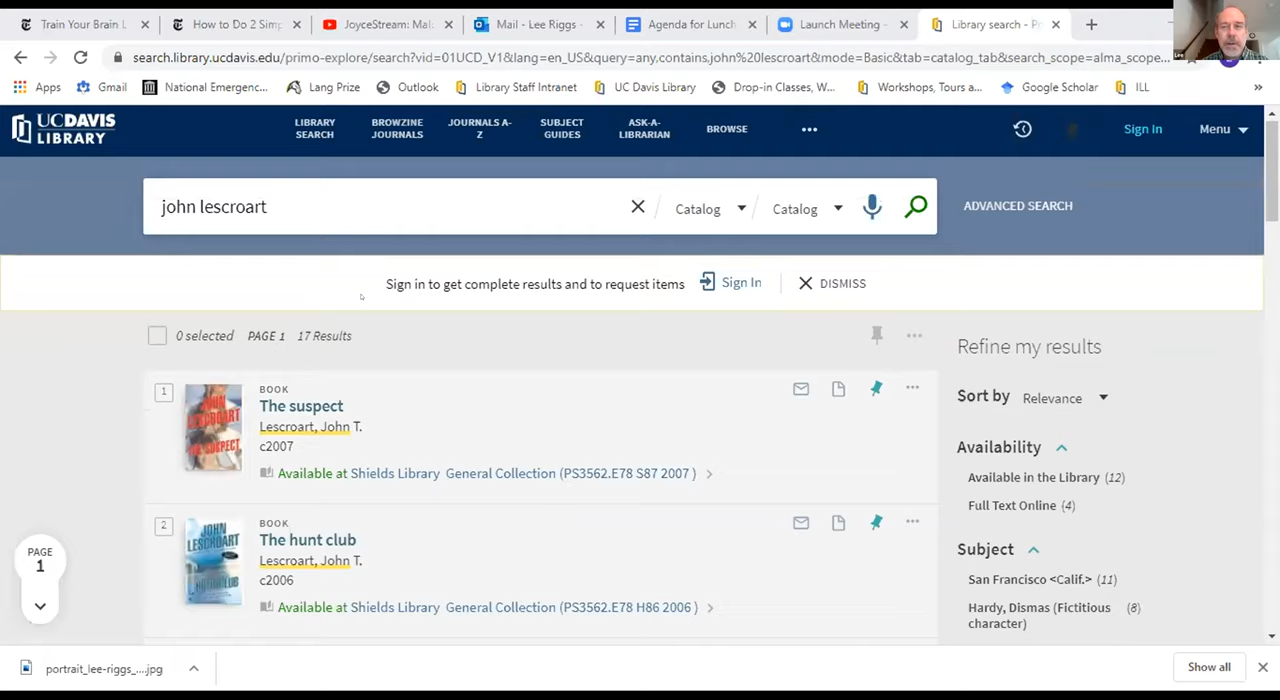 Train Your Brain L
How to Do 2 Simp
JoyceStream: Mal
Mail - Lee Riggs -
Agenda for Lunch
Launch Meeting -
Library search - Pr
search.library.ucdavis.edu/primo-explore/search?vid=01UCD_V1&lang=en_US&query=any,contains,john%20lescroart&mode=Basic&tab=catalog_tab&search_scope=alma_scope...
Apps
Gmail
National Emergenc...
Lang Prize
Outlook
Library Staff Intranet
UC Davis Library
Drop-in Classes, W...
Workshops, Tours a...
Google Scholar
ILL
»
Lee
UCDAVIS
LIBRARY
LIBRARY
SEARCH
BROWZINE
JOURNALS
JOURNALS A-
Z
SUBJECT
GUIDES
ASK-A-
LIBRARIAN
BROWSE
Sign In
Menu
john lescroart
Catalog
Catalog
ADVANCED SEARCH
Sign in to get complete results and to request items
Sign In
DISMISS
0 selected PAGE 1 17 Results
1
JOHN
LESCROART
THE SUSPECT
BOOK
The suspect
Lescroart, John T.
c2007
Available at Shields Library General Collection (PS3562.E78 S87 2007 )
2
JOHN
LESCROART
BOOK
The hunt club
Lescroart, John T.
c2006
Available at Shields Library General Collection (PS3562.E78 H86 2006 )
PAGE
1
Refine my results
Sort by Relevance
Availability
Available in the Library (12)
Full Text Online (4)
Subject
San Francisco <Calif.> (11)
Hardy, Dismas (Fictitious
character) (8)
portrait_lee-riggs_....jpg
Show all